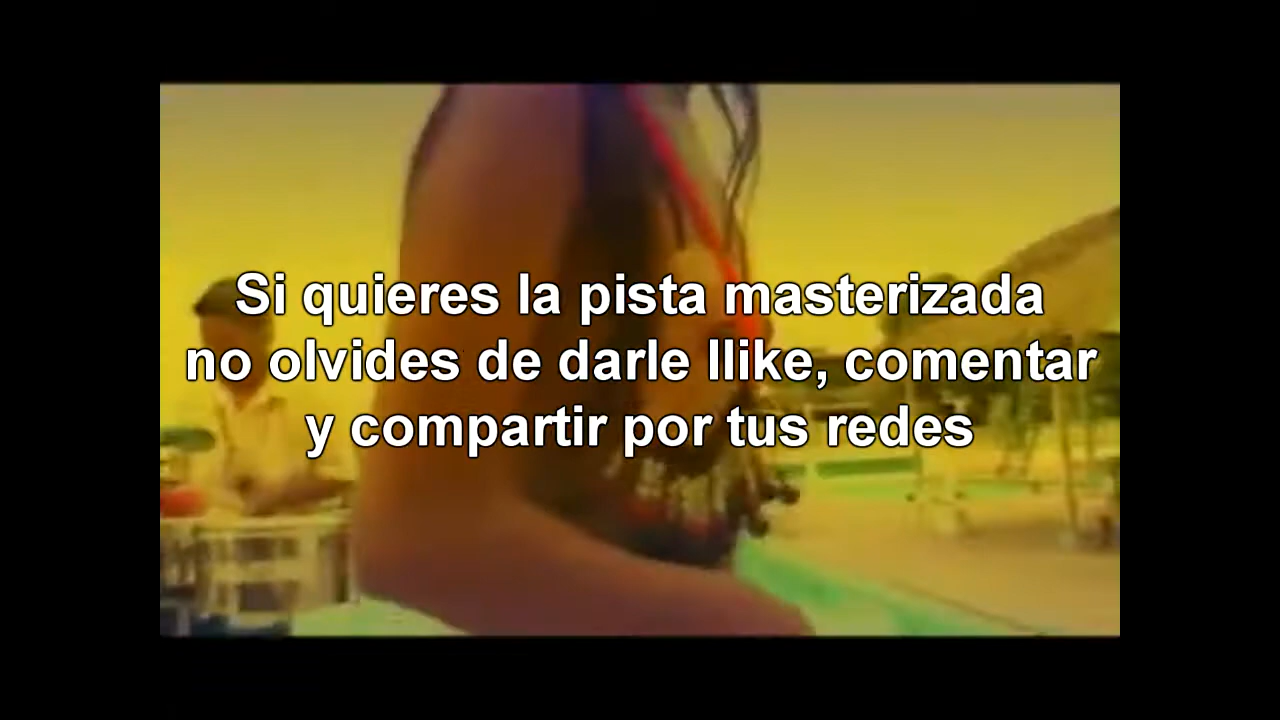 Si quieres la pista masterizada
no olvides de darle llike, comentar
y compartir por tus redes